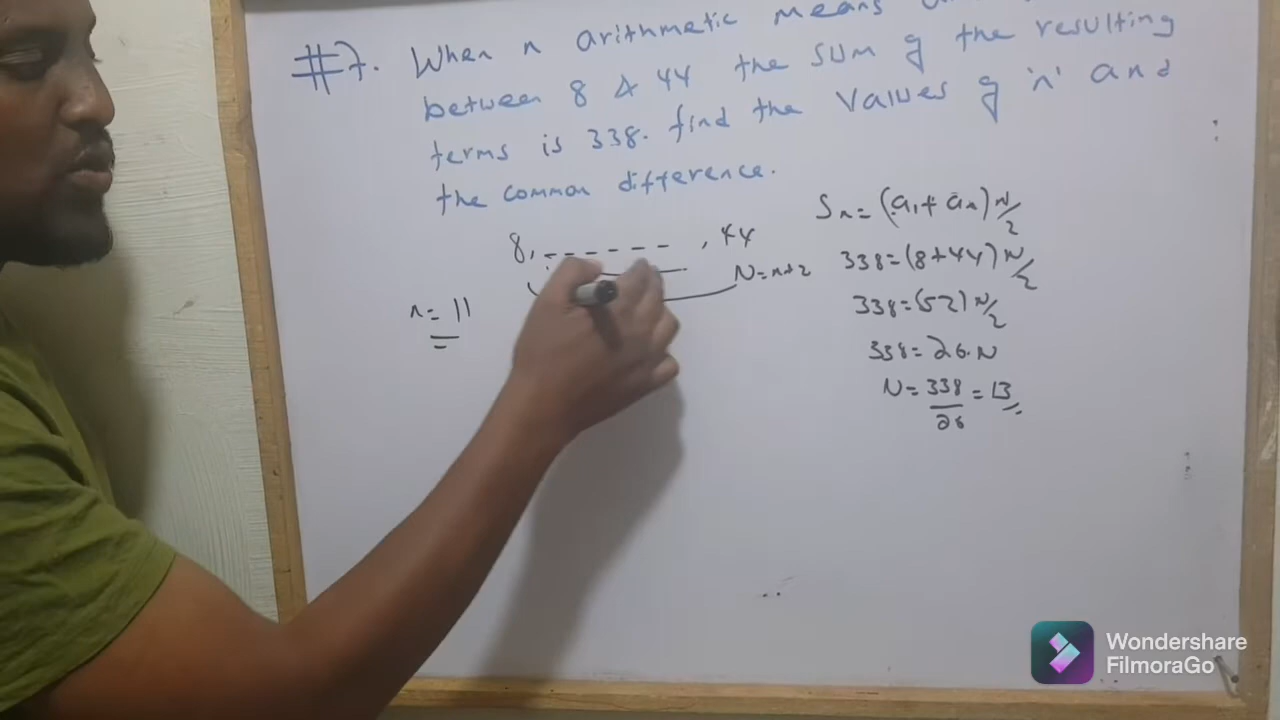 #7. When n arithmetic means
between 8 & 44 the sum of the resulting
terms is 338. find the values of 'n' and
the common difference.
8, - - - - - - , 44
N=n+2
n= 11
Sn=(a1+an)N/2
338=(8+44)N/2
338=(52)N/2
338=26.N
N=338/26=13
Wondershare
FilmoraGo